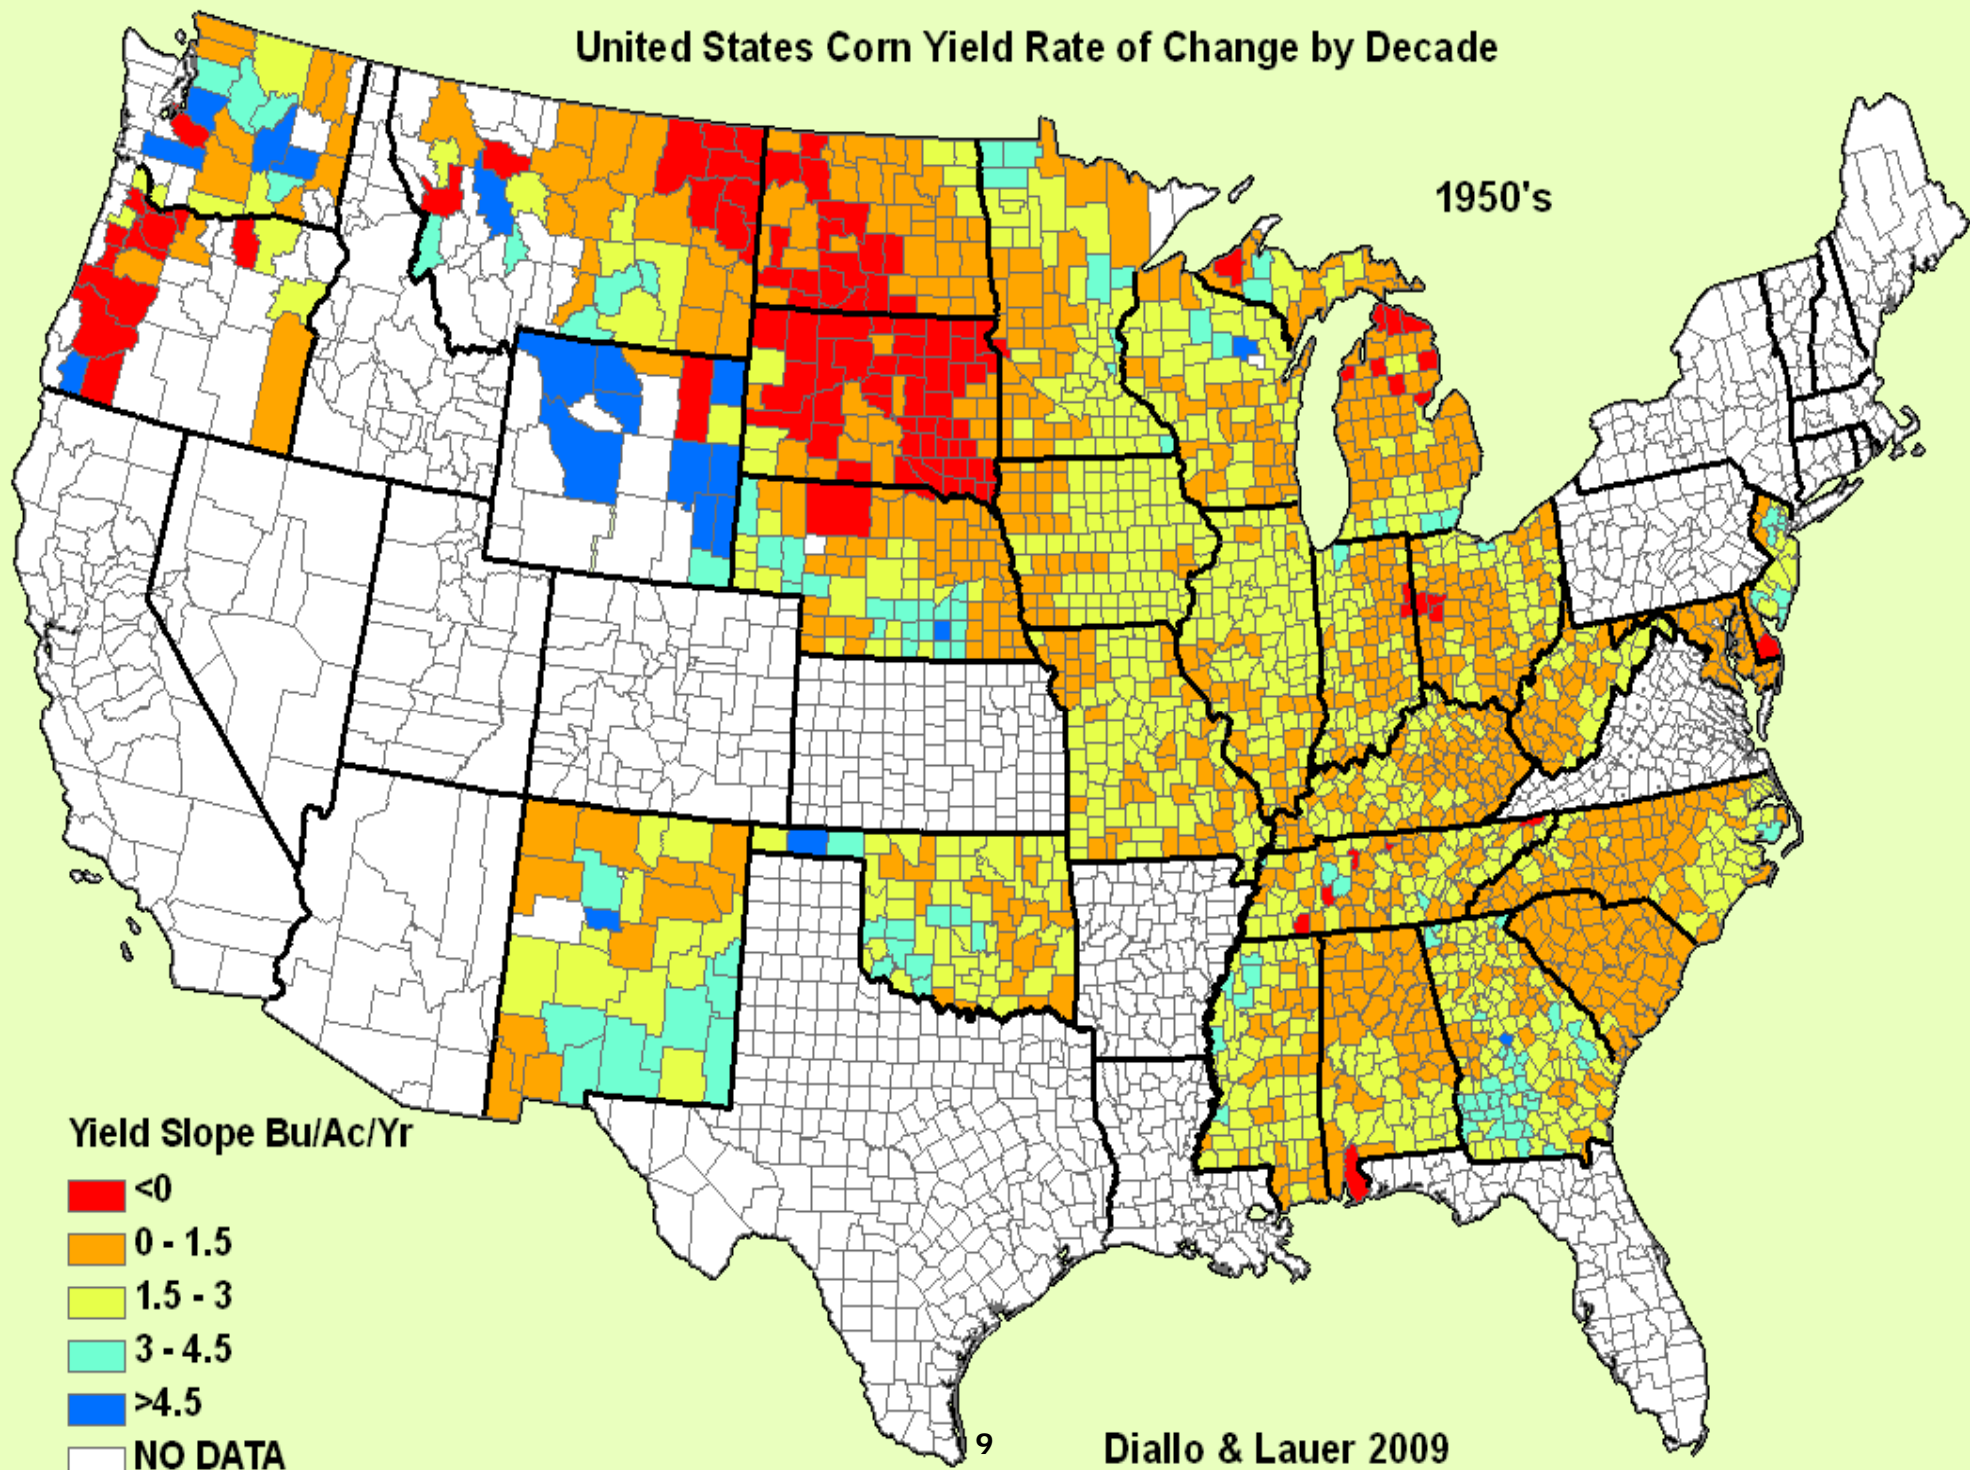 United States Corn Yield Rate of Change by Decade
1950's
Yield Slope Bu/Ac/Yr
<0
0 - 1.5
1.5 - 3
3 - 4.5
>4.5
NO DATA
9
Diallo & Lauer 2009